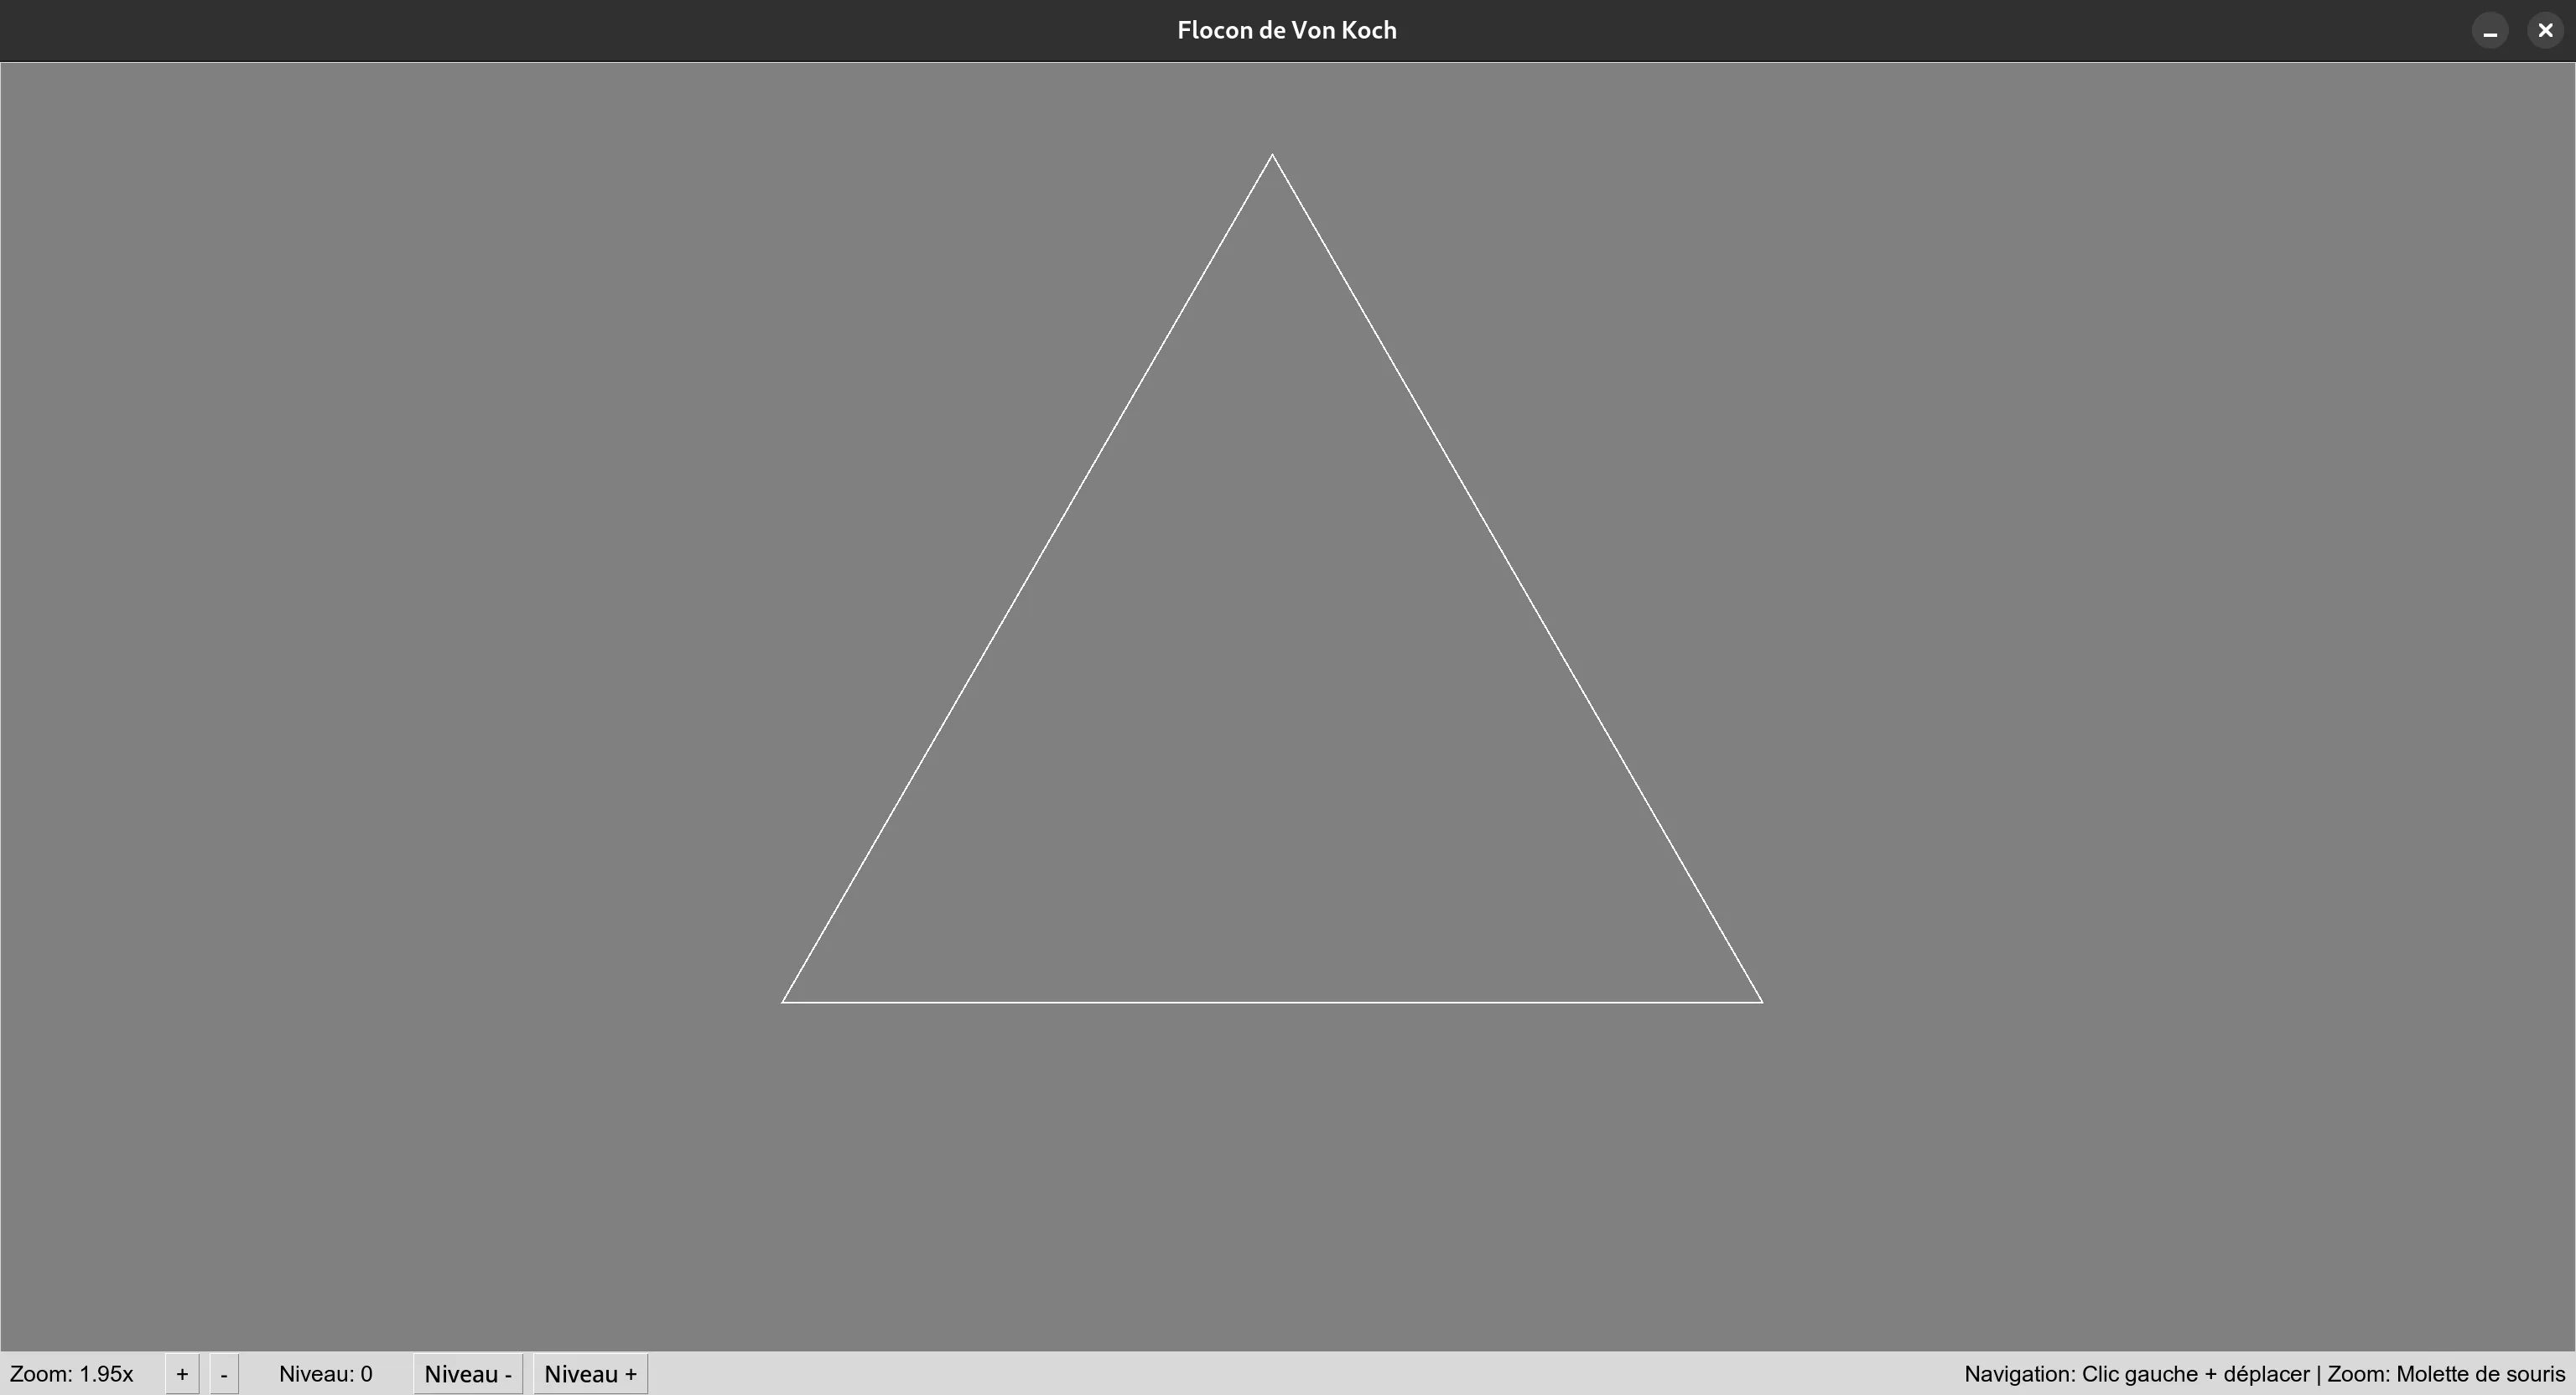 Flocon de Von Koch
Zoom: 1.95x + - Niveau: 0 Niveau - Niveau + Navigation: Clic gauche + déplacer | Zoom: Molette de souris